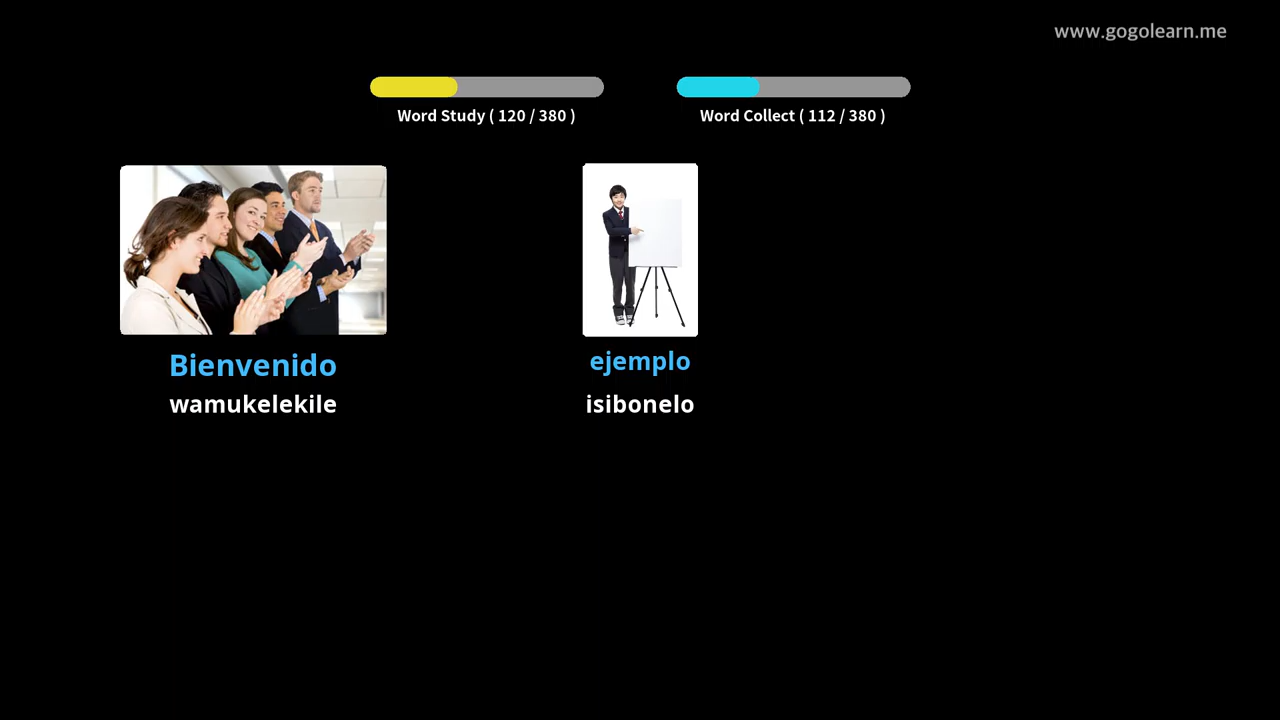 www.gogolearn.me
Word Study ( 120 / 380 )
Word Collect ( 112 / 380 )
Bienvenido
wamukelekile
ejemplo
isibonelo